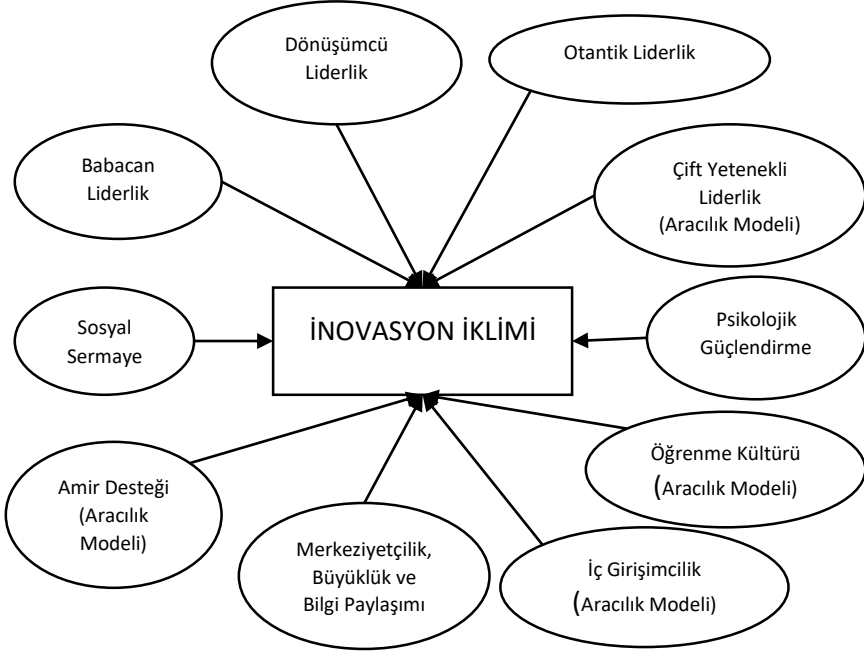 Dönüşümcü
Liderlik
Otantik Liderlik
Babacan
Liderlik
Çift Yetenekli
Liderlik
(Aracılık Modeli)
Sosyal
Sermaye
İNOVASYON İKLİMİ
Psikolojik
Güçlendirme
Amir Desteği
(Aracılık
Modeli)
Merkeziyetçilik,
Büyüklük ve
Bilgi Paylaşımı
İç Girişimcilik
(Aracılık Modeli)
Öğrenme Kültürü
(Aracılık Modeli)